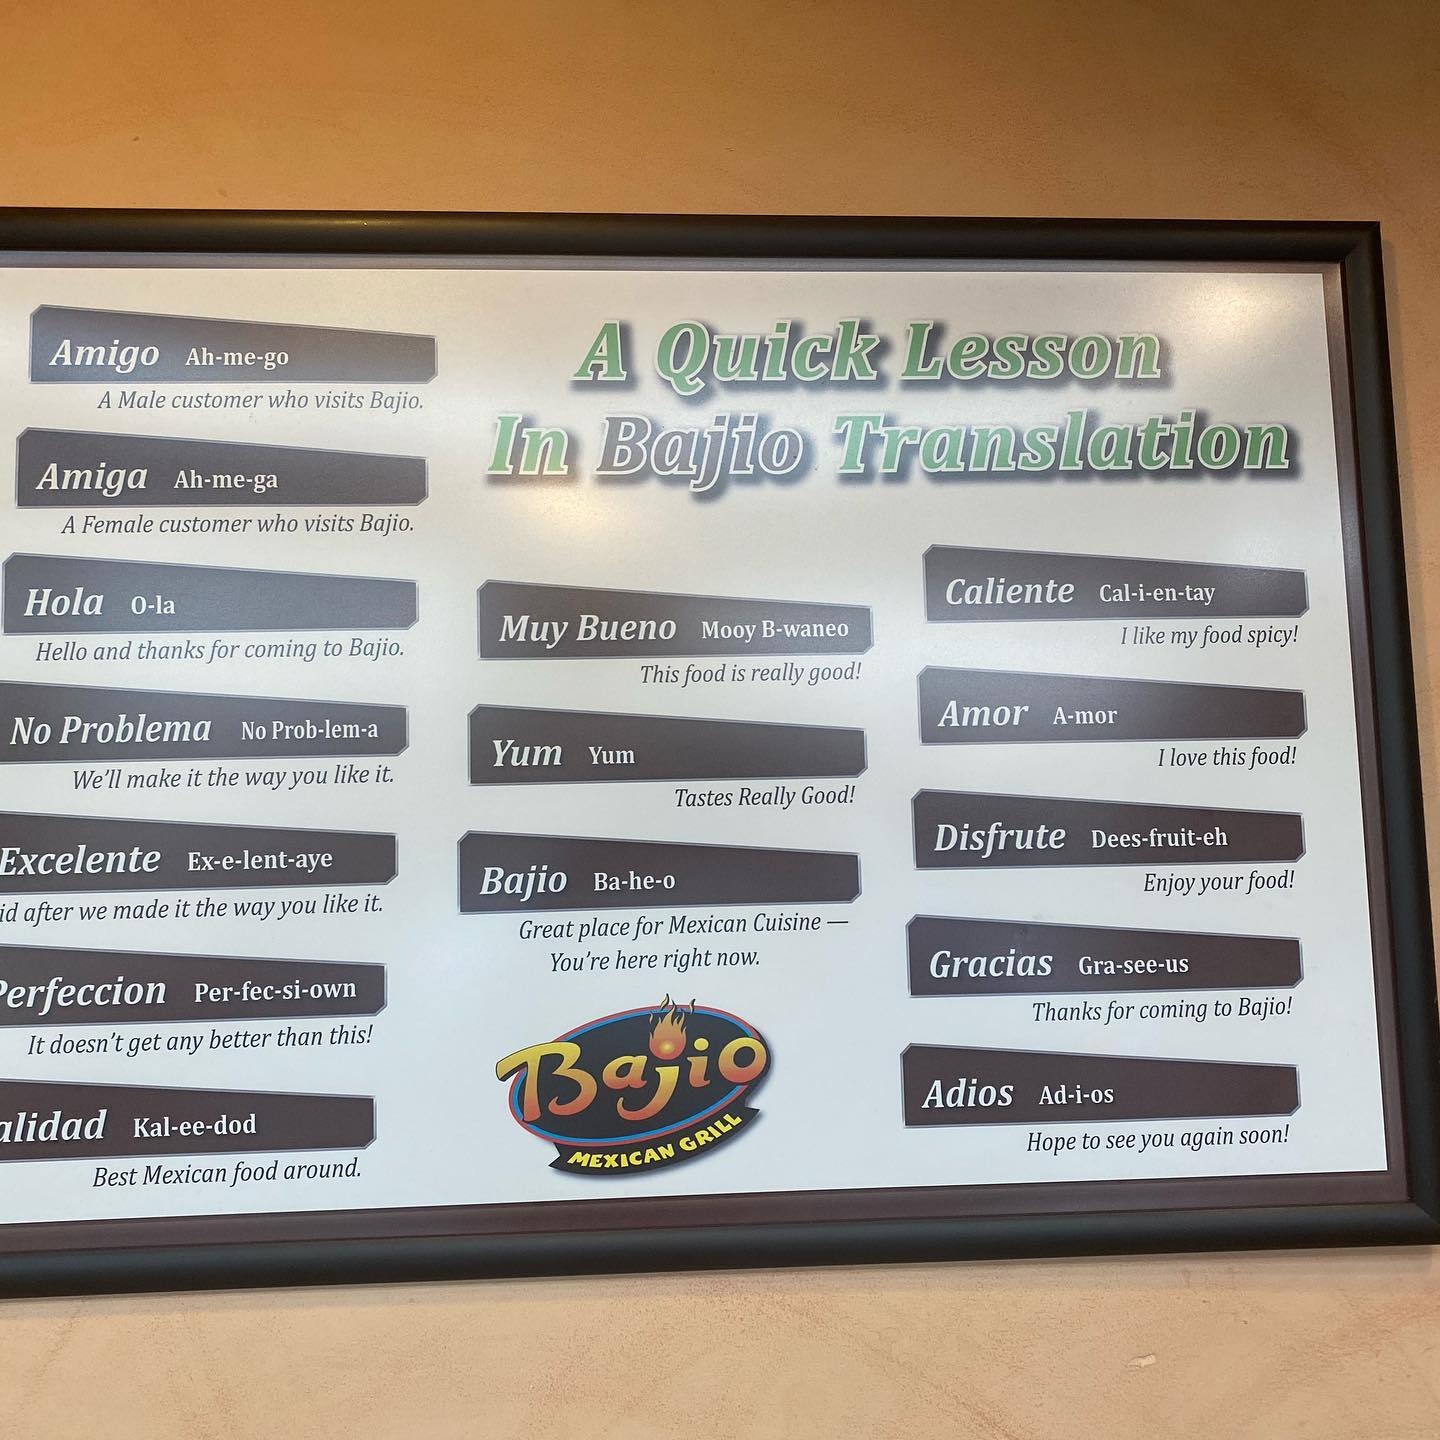 A Quick Lesson
In Bajio Translation
Amigo Ah-me-go
A Male customer who visits Bajio.
Amiga Ah-me-ga
A Female customer who visits Bajio.
Hola O-la
Hello and thanks for coming to Bajio.
No Problema No Prob-lem-a
We'll make it the way you like it.
Excelente Ex-e-lent-aye
after we made it the way you like it.
Perfeccion Per-fec-si-own
It doesn't get any better than this!
alidad Kal-ee-dod
Best Mexican food around.
Muy Bueno Mooy B-waneo
This food is really good!
Yum Yum
Tastes Really Good!
Bajio Ba-he-o
Great place for Mexican Cuisine —
You're here right now.
Bajio
MEXICAN GRILL
Caliente Cal-i-en-tay
I like my food spicy!
Amor A-mor
I love this food!
Disfrute Dees-fruit-eh
Enjoy your food!
Gracias Gra-see-us
Thanks for coming to Bajio!
Adios Ad-i-os
Hope to see you again soon!